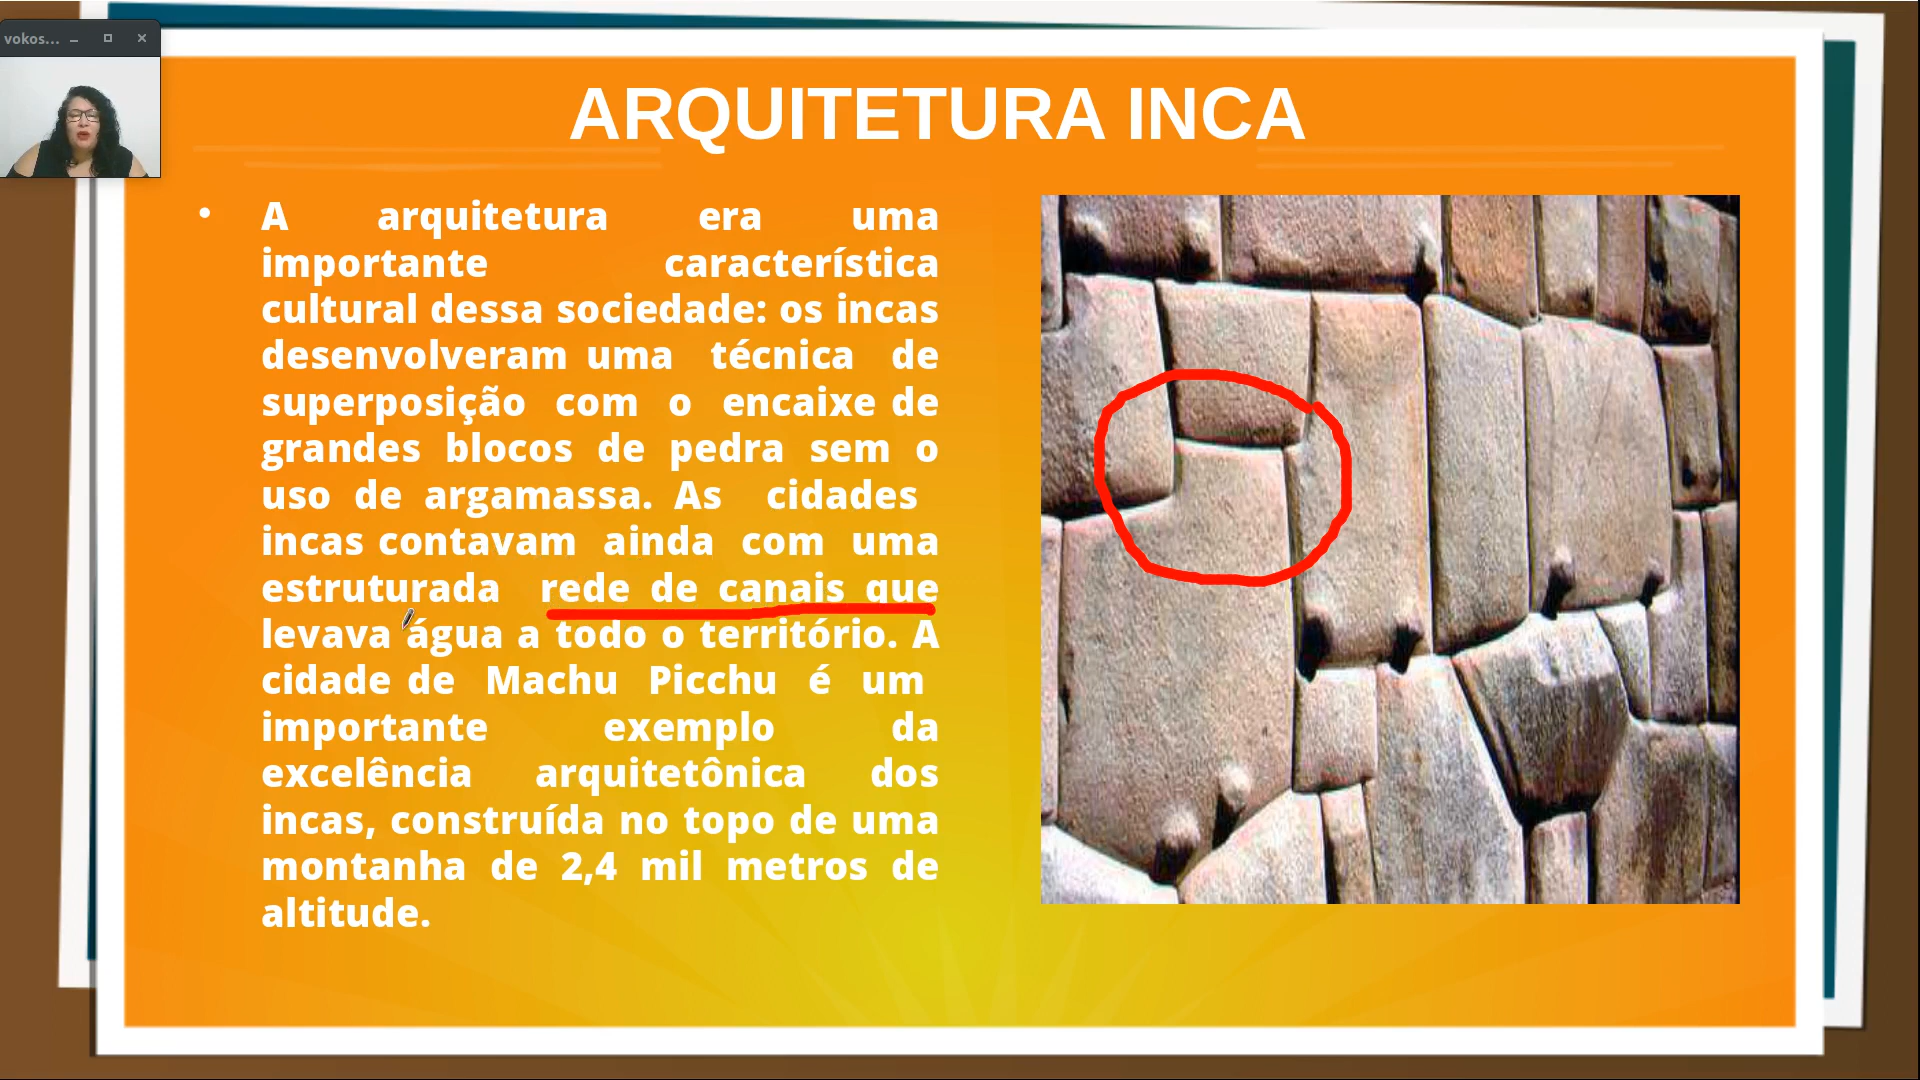 vokos...
ARQUITETURA INCA
• A arquitetura era uma
importante característica
cultural dessa sociedade: os incas
desenvolveram uma técnica de
superposição com o encaixe de
grandes blocos de pedra sem o
uso de argamassa. As cidades
incas contavam ainda com uma
estruturada rede de canais que
levava água a todo o território. A
cidade de Machu Picchu é um
importante exemplo da
excelência arquitetônica dos
incas, construída no topo de uma
montanha de 2,4 mil metros de
altitude.